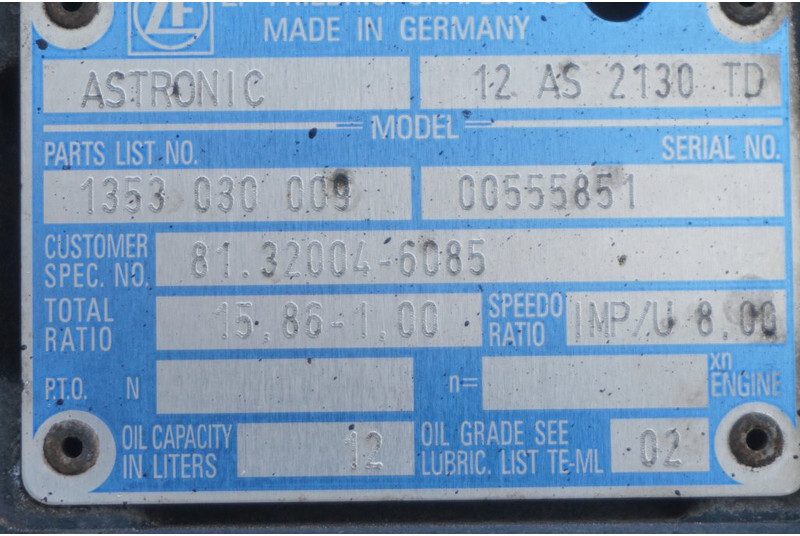 ZF
MADE IN GERMANY
ASTRONIC 12 AS 2130 TD
MODEL
PARTS LIST NO. SERIAL NO.
1353 030 009 00555851
CUSTOMER
SPEC. NO. 81.32004-6085
TOTAL
RATIO 15,86-1,00 SPEEDO
RATIO IMP/U 8.00
P.T.O. N n= xn
ENGINE
OIL CAPACITY
IN LITERS 12 OIL GRADE SEE
LUBRIC. LIST TE-ML 02